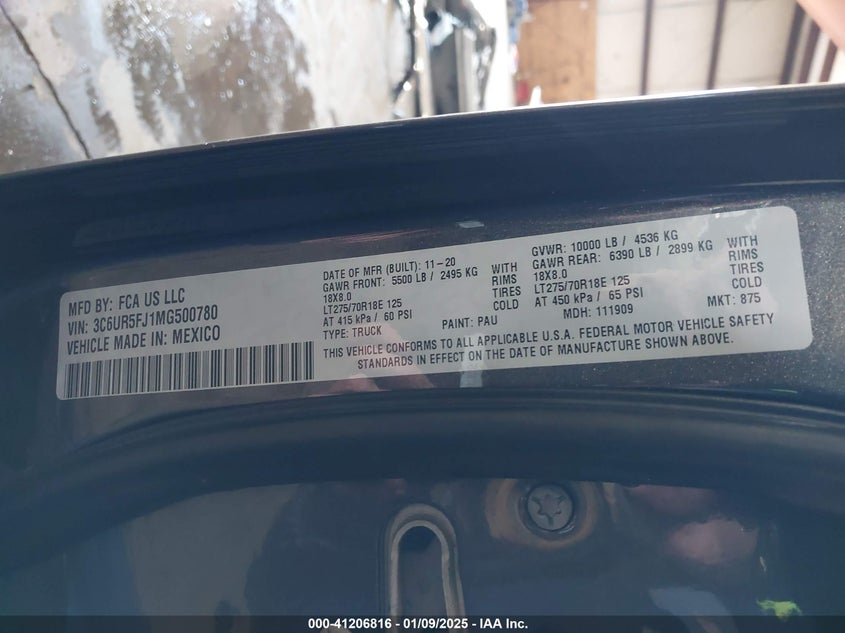 MFD BY: FCA US LLC
VIN: 3C6UR5FJ1MG500780
VEHICLE MADE IN: MEXICO
DATE OF MFR (BUILT): 11-20
GAWR FRONT: 5500 LB / 2495 KG WITH
18X8.0 RIMS
LT275/70R18E 125 TIRES
AT 415 kPa / 60 PSI COLD
TYPE: TRUCK PAINT: PAU
GVWR: 10000 LB / 4536 KG
GAWR REAR: 6390 LB / 2899 KG WITH
18X8.0 RIMS
LT275/70R18E 125 TIRES
AT 450 kPa / 65 PSI COLD
MDH: 111909 MKT: 875
THIS VEHICLE CONFORMS TO ALL APPLICABLE U.S.A. FEDERAL MOTOR VEHICLE SAFETY
STANDARDS IN EFFECT ON THE DATE OF MANUFACTURE SHOWN ABOVE.
000-41206816 - 01/09/2025 - IAA Inc.